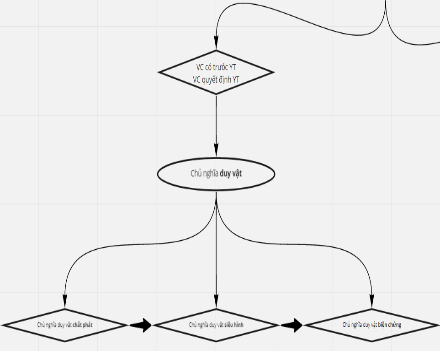 VC có trước YT
VC quyết định YT
Chủ nghĩa duy vật
Chủ nghĩa duy vật chất phát
Chủ nghĩa duy vật siêu hình
Chủ nghĩa duy vật biện chứng